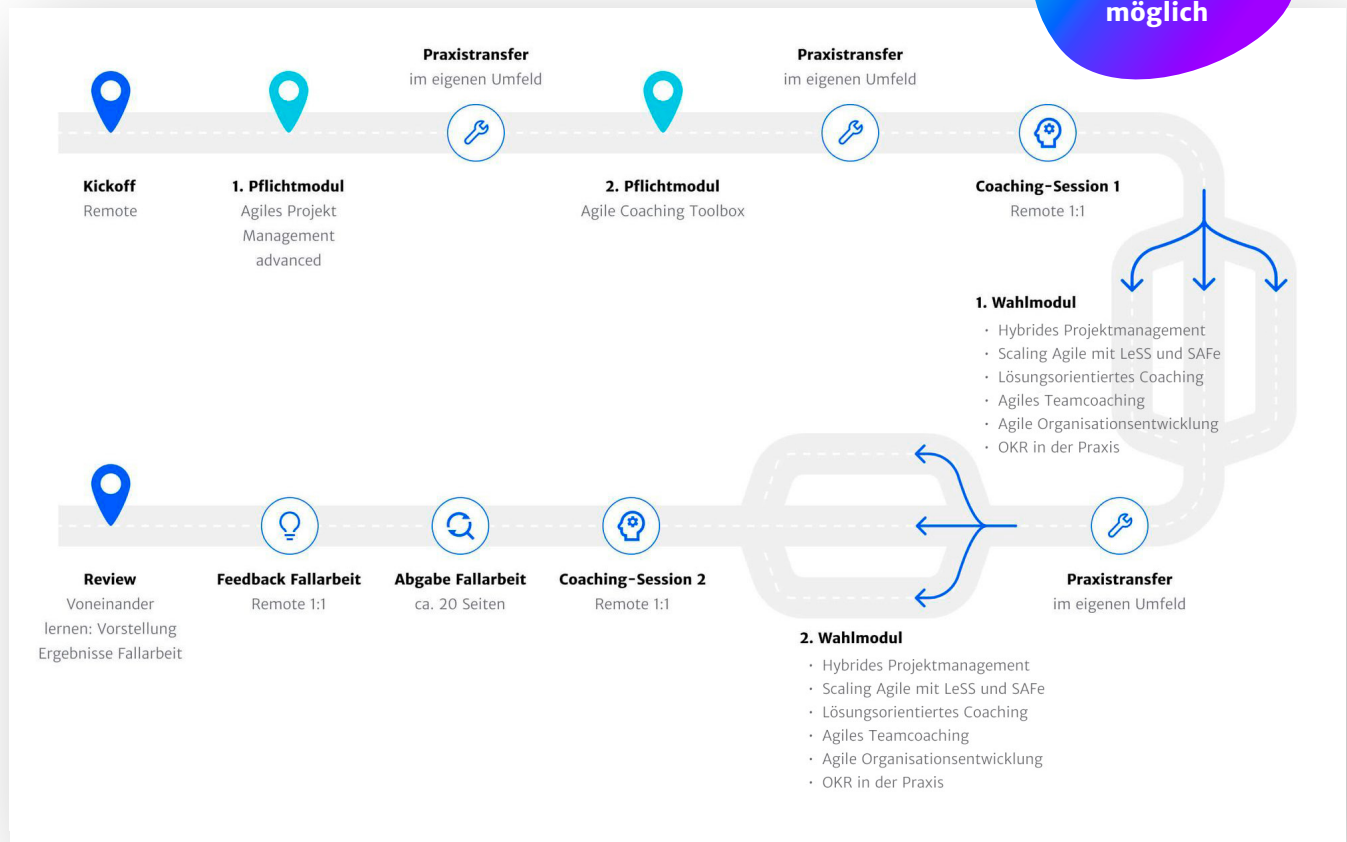 möglich
Praxistransfer
im eigenen Umfeld
Praxistransfer
im eigenen Umfeld
Kickoff
Remote
1. Pflichtmodul
Agiles Projekt
Management
advanced
2. Pflichtmodul
Agile Coaching Toolbox
Coaching-Session 1
Remote 1:1
1. Wahlmodul
· Hybrides Projektmanagement
· Scaling Agile mit LeSS und SAFe
· Lösungsorientiertes Coaching
· Agiles Teamcoaching
· Agile Organisationsentwicklung
· OKR in der Praxis
Review
Voneinander
lernen: Vorstellung
Ergebnisse Fallarbeit
Feedback Fallarbeit
Remote 1:1
Abgabe Fallarbeit
ca. 20 Seiten
Coaching-Session 2
Remote 1:1
Praxistransfer
im eigenen Umfeld
2. Wahlmodul
· Hybrides Projektmanagement
· Scaling Agile mit LeSS und SAFe
· Lösungsorientiertes Coaching
· Agiles Teamcoaching
· Agile Organisationsentwicklung
· OKR in der Praxis